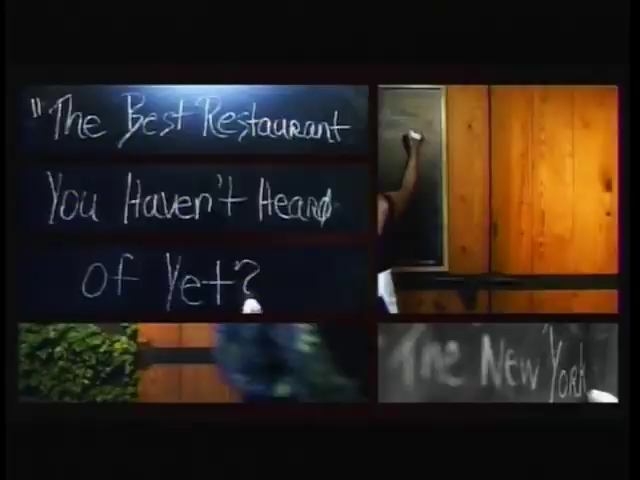 "The Best Restaurant
You Haven't Heard
of Yet?
The New York